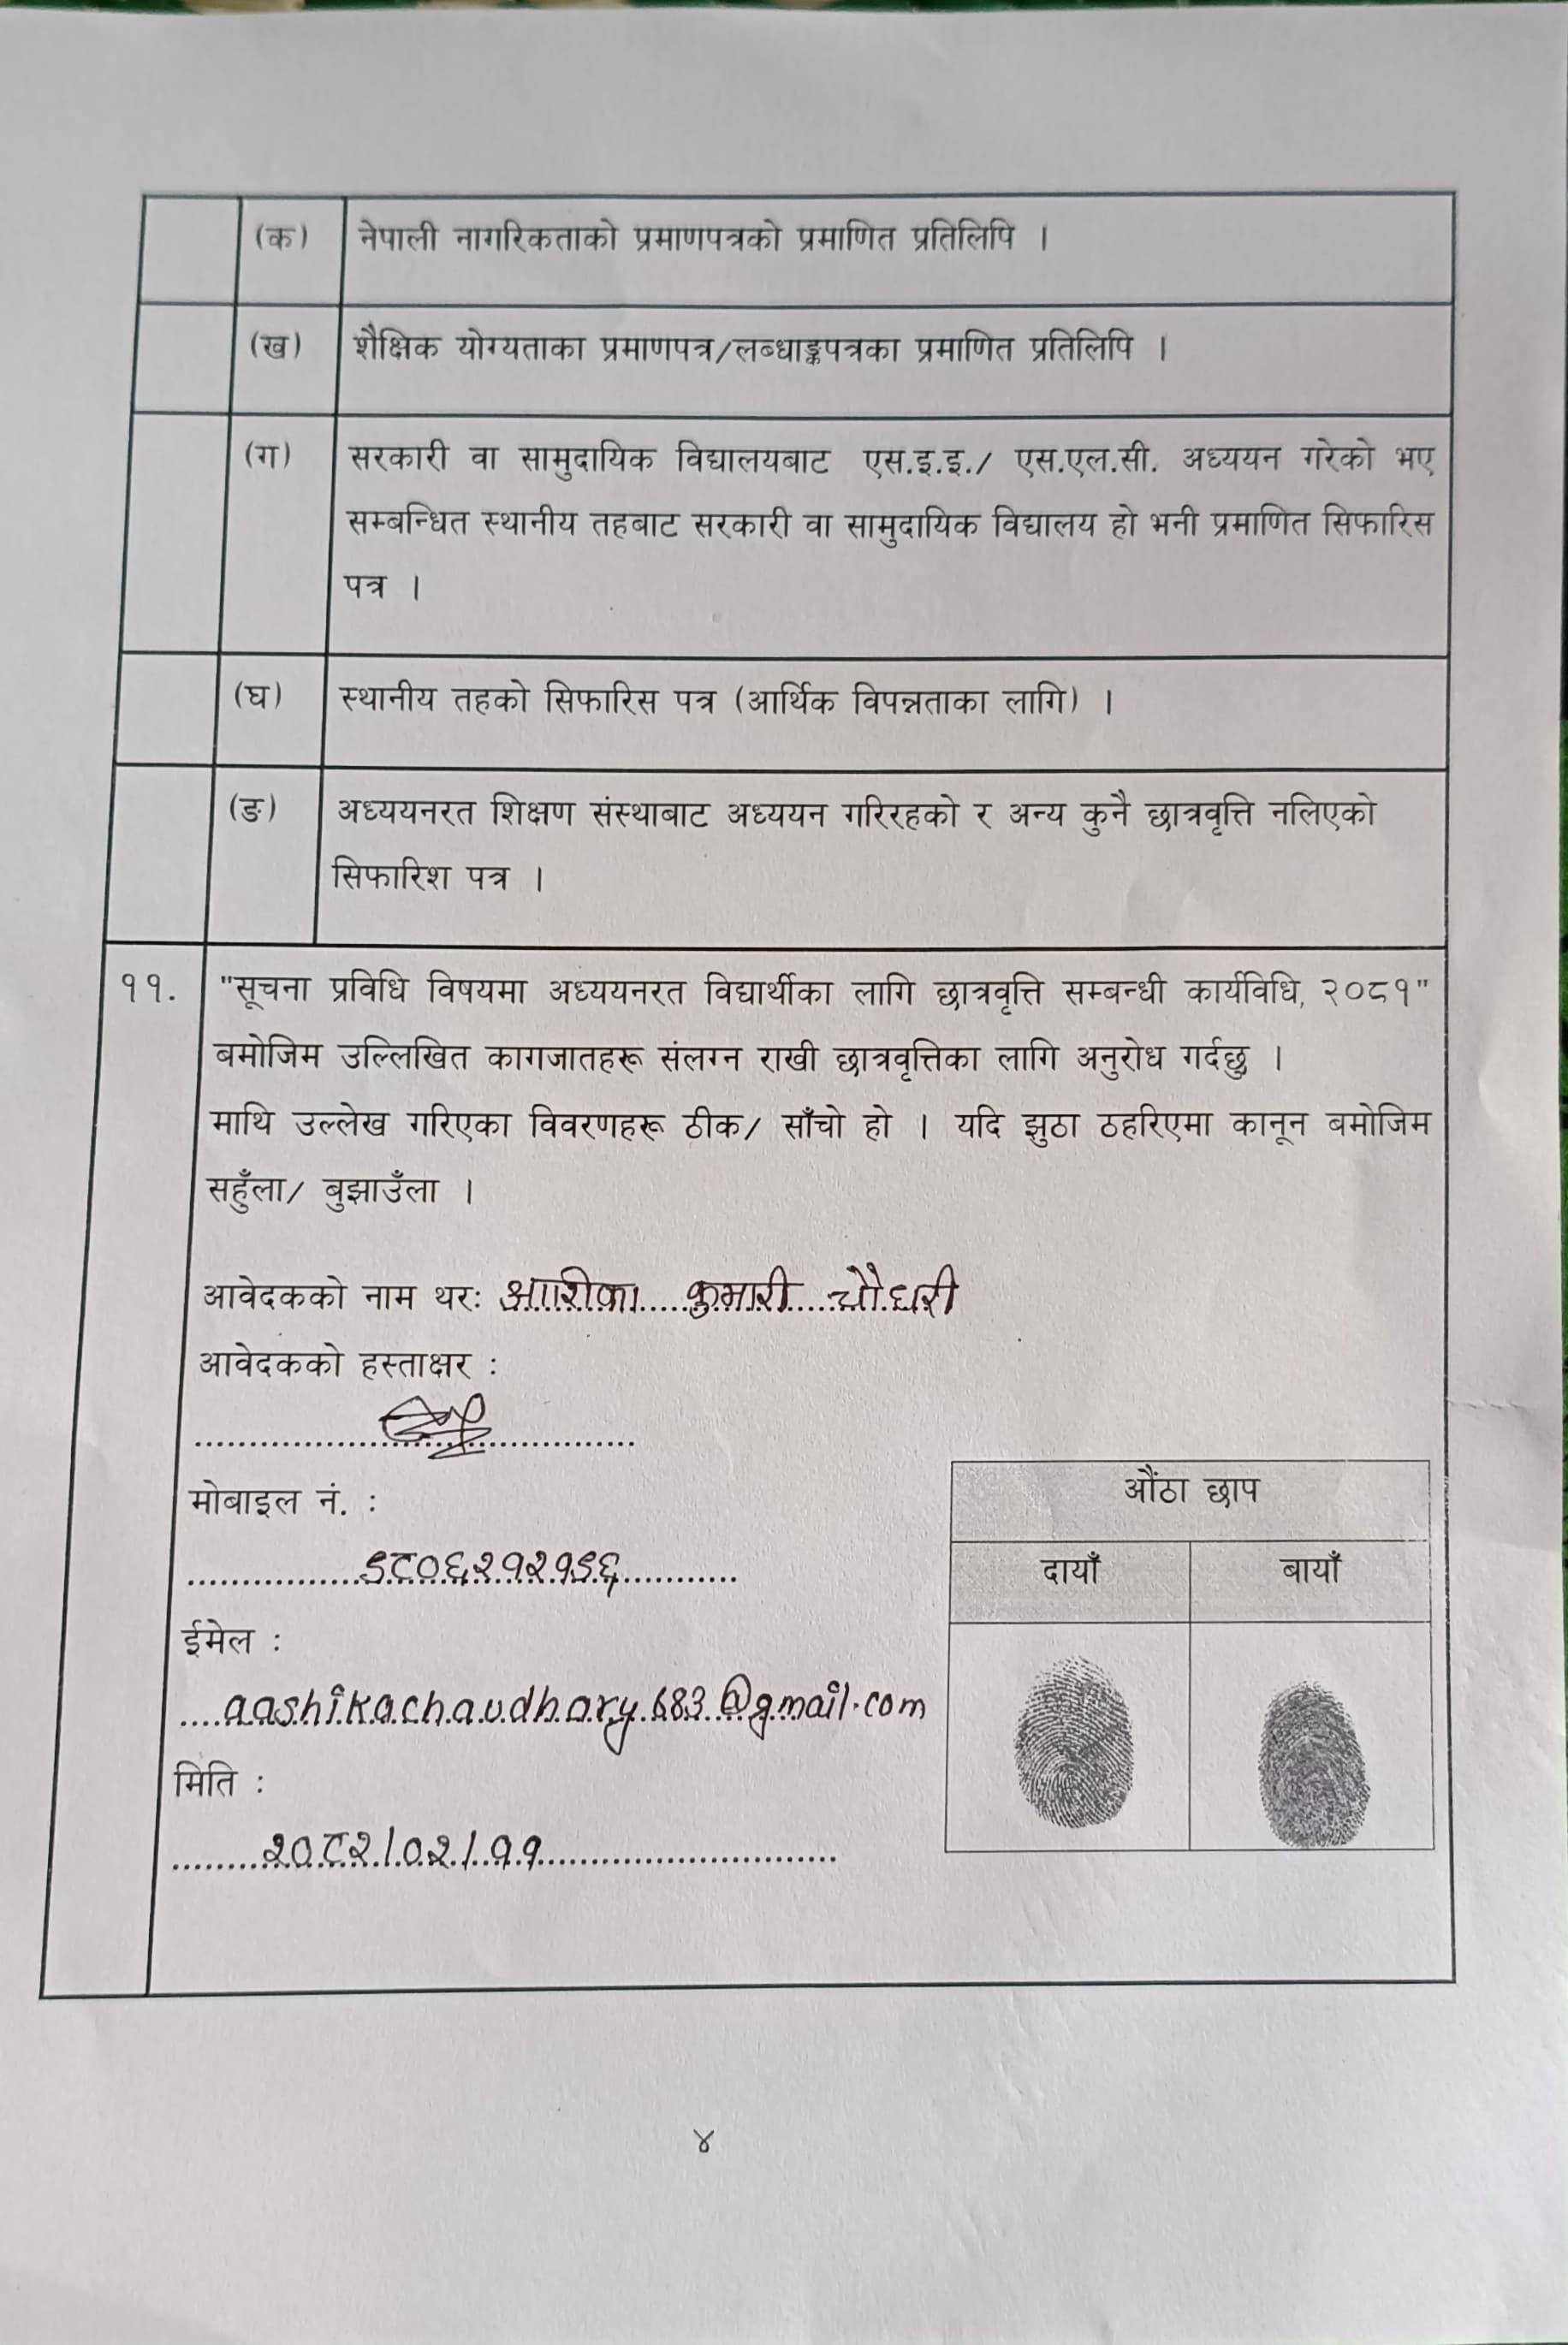 (क) नेपाली नागरिकताको प्रमाणपत्रको प्रमाणित प्रतिलिपि ।
(ख) शैक्षिक योग्यताका प्रमाणपत्र/लब्धाङ्कपत्रका प्रमाणित प्रतिलिपि ।
(ग) सरकारी वा सामुदायिक विद्यालयबाट एस.इ.इ./ एस.एल.सी. अध्ययन गरेको भए
सम्बन्धित स्थानीय तहबाट सरकारी वा सामुदायिक विद्यालय हो भनी प्रमाणित सिफारिस
पत्र ।
(घ) स्थानीय तहको सिफारिस पत्र (आर्थिक विपन्नताका लागि) ।
(ङ) अध्ययनरत शिक्षण संस्थाबाट अध्ययन गरिरहको र अन्य कुनै छात्रवृत्ति नलिएको
सिफारिश पत्र ।
११. "सूचना प्रविधि विषयमा अध्ययनरत विद्यार्थीका लागि छात्रवृत्ति सम्बन्धी कार्यविधि, २०८१"
बमोजिम उल्लिखित कागजातहरू संलग्न राखी छात्रवृत्तिका लागि अनुरोध गर्दछु ।
माथि उल्लेख गरिएका विवरणहरू ठीक/ साँचो हो । यदि झुठा ठहरिएमा कानून बमोजिम
सहुँला/ बुझाउँला ।
आवेदकको नाम थरः आशिका कुमारी चौधरी
आवेदकको हस्ताक्षर :
मोबाइल नं. :
९८०६२१२१९६
ईमेल :
aashikachaudhary683@gmail.com
मिति :
२०८२/०२/११
औंठा छाप
दायाँ बायाँ
४